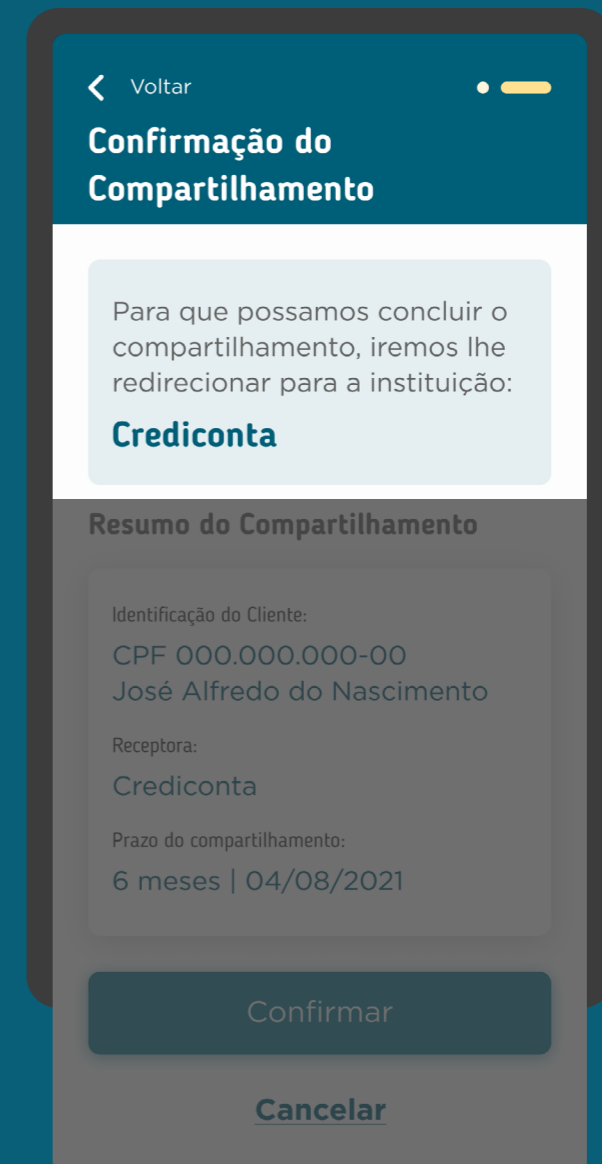 Voltar
Confirmação do
Compartilhamento
Para que possamos concluir o
compartilhamento, iremos lhe
redirecionar para a instituição:
Crediconta
Resumo do Compartilhamento
Identificação do Cliente:
CPF 000.000.000-00
José Alfredo do Nascimento
Receptora:
Crediconta
Prazo do compartilhamento:
6 meses | 04/08/2021
Confirmar
Cancelar